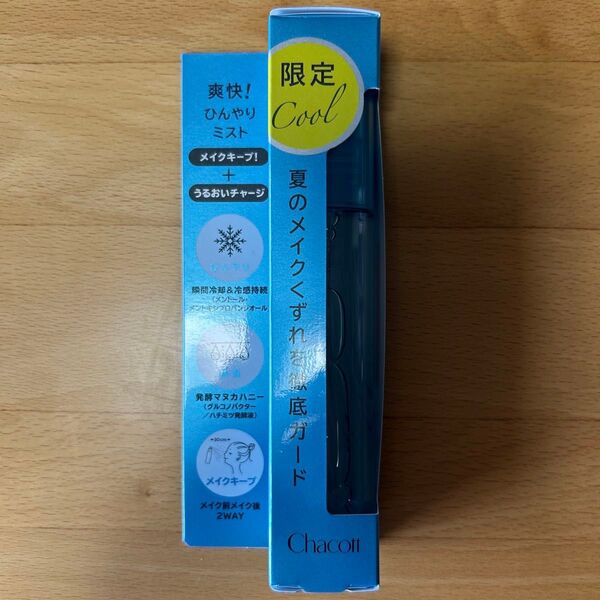 限定
Cool
夏のメイクくずれを徹底ガード
Chacott
爽快!
ひんやり
ミスト
メイクキープ!
+
うるおいチャージ
ひんやり
瞬間冷却&冷感持続
(メントール・
メントキシプロパンジオール)
発酵マヌカハニー
(グルコノバクター
/ハチミツ発酵液)
30cm
メイクキープ
メイク前メイク後
2WAY